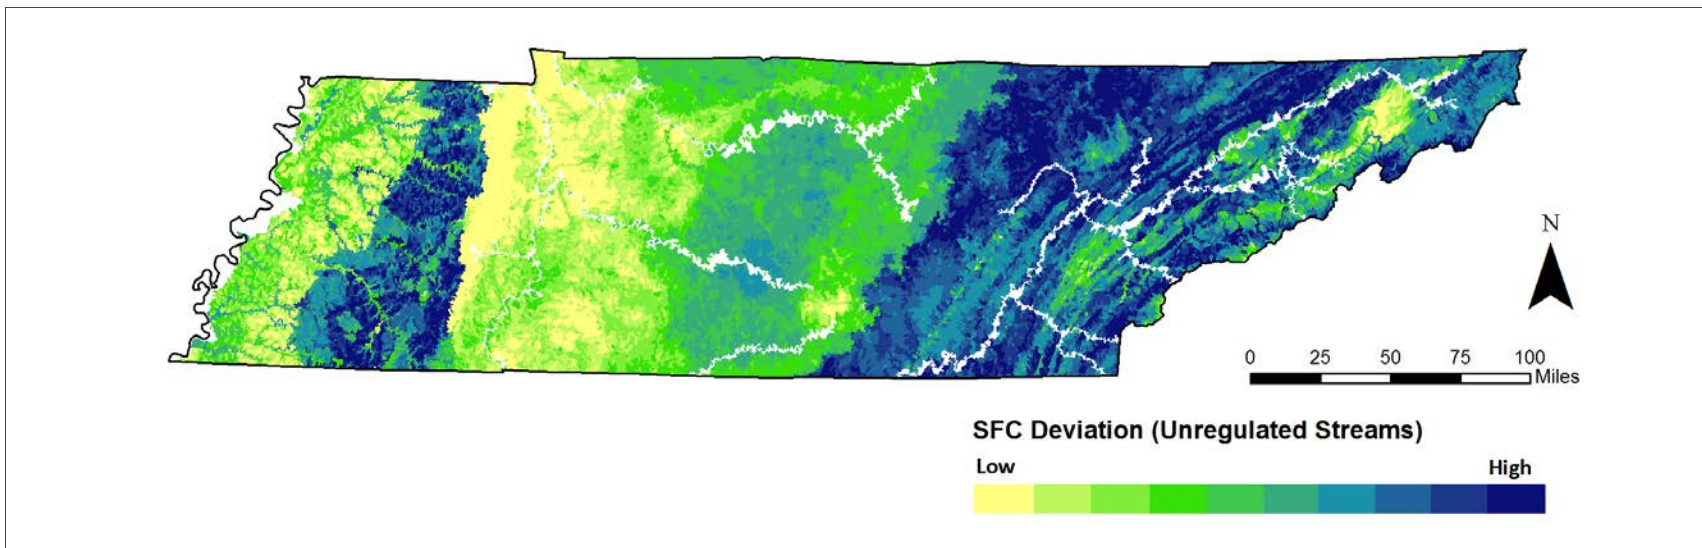 N
0 25 50 75 100
Miles
SFC Deviation (Unregulated Streams)
Low High